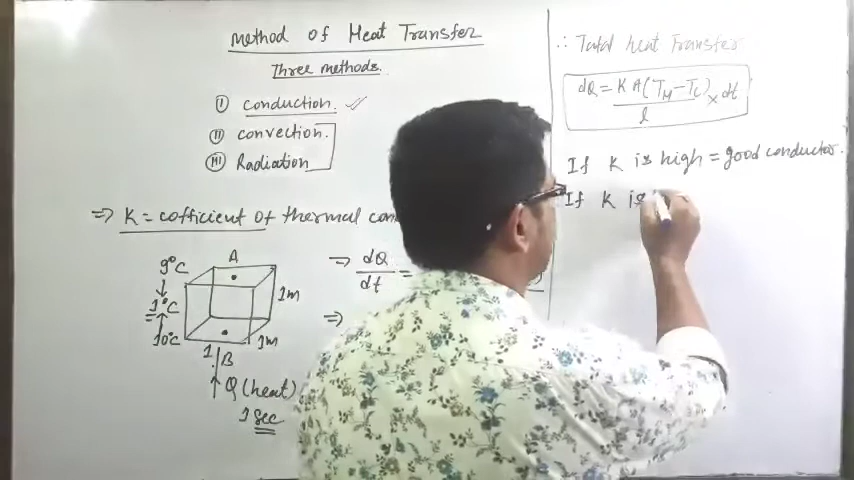 Method of Heat Transfer
Three methods.
(I) conduction. ✓
(II) convection.
(III) Radiation
⇒ K = cofficient of thermal con
A
9°C
1°C
10°C
1m
1m
1
B
Q (heat)
1 sec
⇒ dQ/dt =
⇒
∴ Total heat Transfer
dQ = K A (T_H - T_C)/l × dt
If K is high = good conductor.
If K is